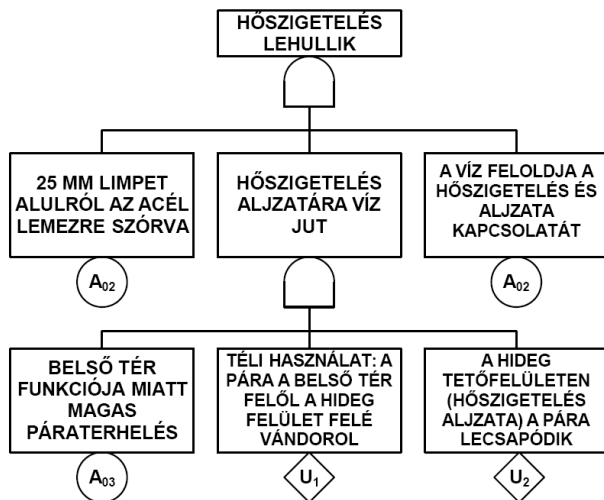 HŐSZIGETELÉS
LEHULLIK
25 MM LIMPET
ALULRÓL AZ ACÉL
LEMEZRE SZÓRVA
A02
HŐSZIGETELÉS
ALJZATÁRA VÍZ
JUT
A VÍZ FELOLDJA A
HŐSZIGETELÉS ÉS
ALJZATA
KAPCSOLATÁT
A02
BELSŐ TÉR
FUNKCIÓJA MIATT
MAGAS
PÁRATERHELÉS
A03
TÉLI HASZNÁLAT: A
PÁRA A BELSŐ TÉR
FELŐL A HIDEG
FELÜLET FELÉ
VÁNDOROL
U1
A HIDEG
TETŐFELÜLETEN
(HŐSZIGETELÉS
ALJZATA) A PÁRA
LECSAPÓDIK
U2